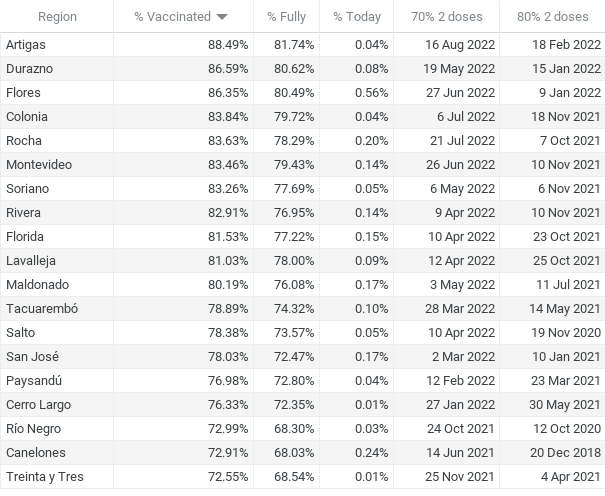 Region % Vaccinated % Fully % Today 70% 2 doses 80% 2 doses
Artigas 88.49% 81.74% 0.04% 16 Aug 2022 18 Feb 2022
Durazno 86.59% 80.62% 0.08% 19 May 2022 15 Jan 2022
Flores 86.35% 80.49% 0.56% 27 Jun 2022 9 Jan 2022
Colonia 83.84% 79.72% 0.04% 6 Jul 2022 18 Nov 2021
Rocha 83.63% 78.29% 0.20% 21 Jul 2022 7 Oct 2021
Montevideo 83.46% 79.43% 0.14% 26 Jun 2022 10 Nov 2021
Soriano 83.26% 77.69% 0.05% 6 May 2022 6 Nov 2021
Rivera 82.91% 76.95% 0.14% 9 Apr 2022 10 Nov 2021
Florida 81.53% 77.22% 0.15% 10 Apr 2022 23 Oct 2021
Lavalleja 81.03% 78.00% 0.09% 12 Apr 2022 25 Oct 2021
Maldonado 80.19% 76.08% 0.17% 3 May 2022 11 Jul 2021
Tacuarembó 78.89% 74.32% 0.10% 28 Mar 2022 14 May 2021
Salto 78.38% 73.57% 0.05% 10 Apr 2022 19 Nov 2020
San José 78.03% 72.47% 0.17% 2 Mar 2022 10 Jan 2021
Paysandú 76.98% 72.80% 0.04% 12 Feb 2022 23 Mar 2021
Cerro Largo 76.33% 72.35% 0.01% 27 Jan 2022 30 May 2021
Río Negro 72.99% 68.30% 0.03% 24 Oct 2021 12 Oct 2020
Canelones 72.91% 68.03% 0.24% 14 Jun 2021 20 Dec 2018
Treinta y Tres 72.55% 68.54% 0.01% 25 Nov 2021 4 Apr 2021